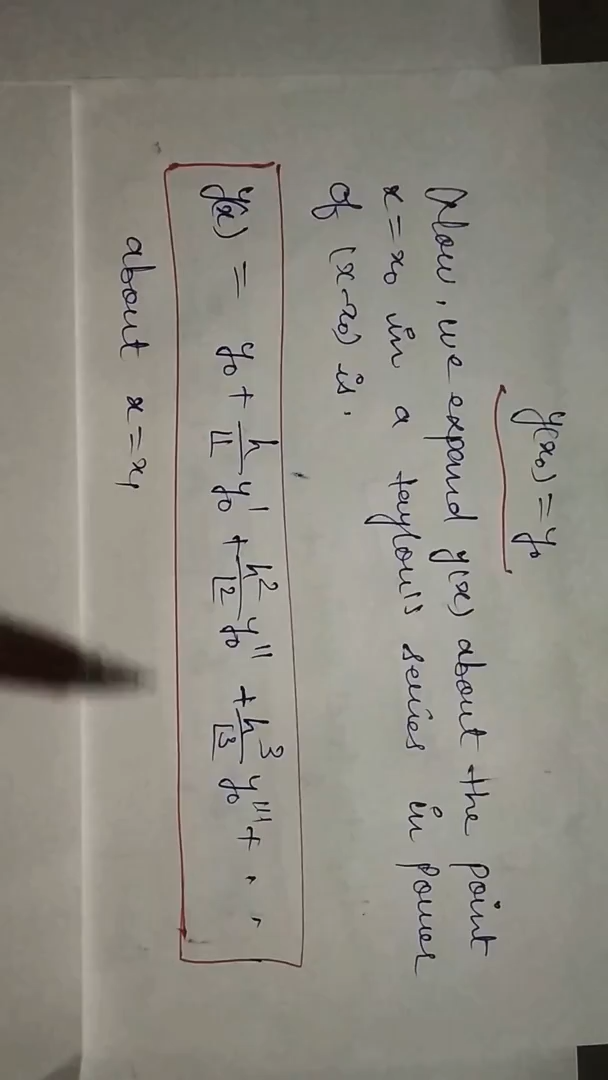 y(x₀) = y₀
Now, we expand y(x) about the point
x = x₀ in a taylor's series in power
of (x-x₀) is.
y(x) = y₀ + h/⌊1 y₀' + h²/⌊2 y₀'' + h³/⌊3 y₀''' + . .
about x = x₁